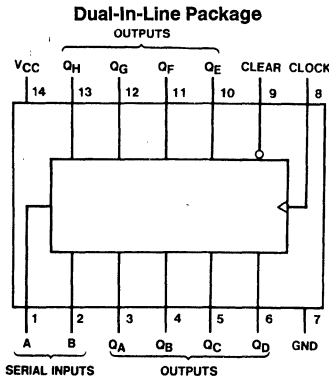 Dual-In-Line Package
OUTPUTS
VCC QH QG QF QE CLEAR CLOCK
14 13 12 11 10 9 8
1 2 3 4 5 6 7
A B QA QB QC QD GND
SERIAL INPUTS OUTPUTS